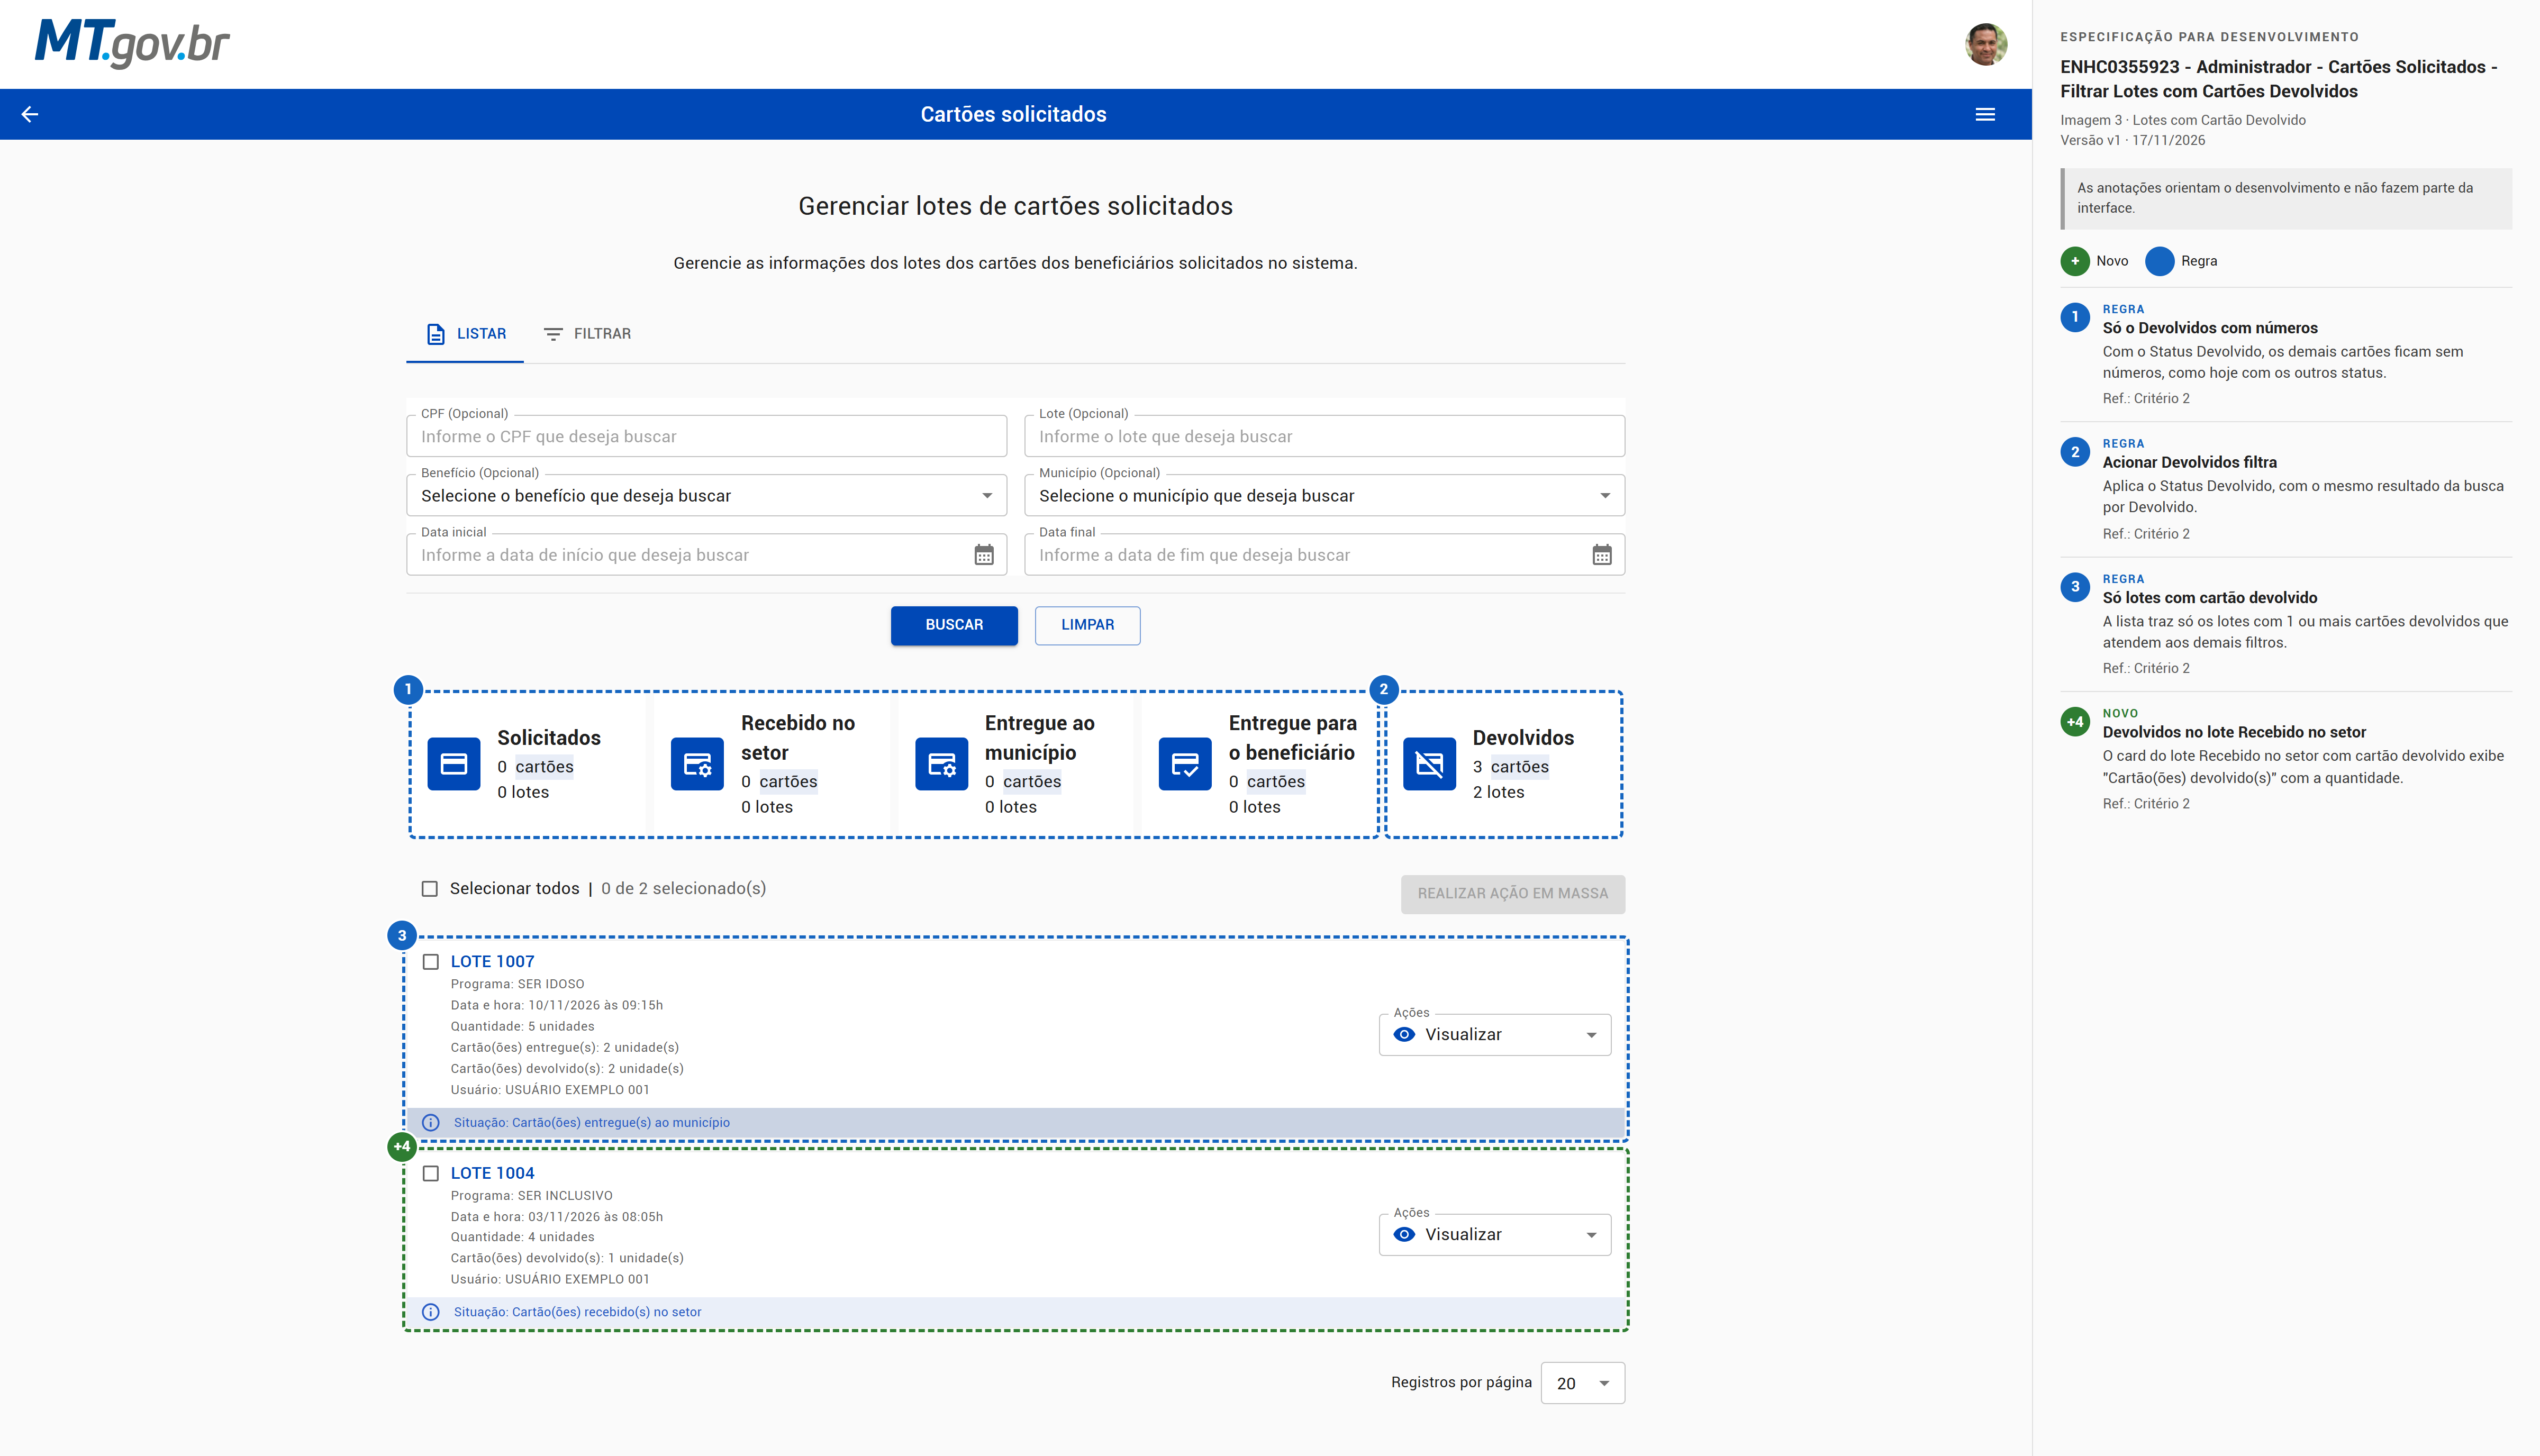 MT.gov.br
Cartões solicitados
Gerenciar lotes de cartões solicitados
Gerencie as informações dos lotes dos cartões dos beneficiários solicitados no sistema.
LISTAR
FILTRAR
CPF (Opcional)
Informe o CPF que deseja buscar
Lote (Opcional)
Informe o lote que deseja buscar
Benefício (Opcional)
Selecione o benefício que deseja buscar
Município (Opcional)
Selecione o município que deseja buscar
Data inicial
Informe a data de início que deseja buscar
Data final
Informe a data de fim que deseja buscar
BUSCAR
LIMPAR
1
Solicitados
0 cartões
0 lotes
Recebido no
setor
0 cartões
0 lotes
Entregue ao
município
0 cartões
0 lotes
Entregue para
o beneficiário
0 cartões
0 lotes
2
Devolvidos
3 cartões
2 lotes
Selecionar todos | 0 de 2 selecionado(s)
REALIZAR AÇÃO EM MASSA
3
LOTE 1007
Programa: SER IDOSO
Data e hora: 10/11/2026 às 09:15h
Quantidade: 5 unidades
Cartão(ões) entregue(s): 2 unidade(s)
Cartão(ões) devolvido(s): 2 unidade(s)
Usuário: USUÁRIO EXEMPLO 001
Ações
Visualizar
Situação: Cartão(ões) entregue(s) ao município
+4
LOTE 1004
Programa: SER INCLUSIVO
Data e hora: 03/11/2026 às 08:05h
Quantidade: 4 unidades
Cartão(ões) devolvido(s): 1 unidade(s)
Usuário: USUÁRIO EXEMPLO 001
Ações
Visualizar
Situação: Cartão(ões) recebido(s) no setor
Registros por página
20
ESPECIFICAÇÃO PARA DESENVOLVIMENTO
ENHC0355923 - Administrador - Cartões Solicitados -
Filtrar Lotes com Cartões Devolvidos
Imagem 3 · Lotes com Cartão Devolvido
Versão v1 · 17/11/2026
As anotações orientam o desenvolvimento e não fazem parte da
interface.
+ Novo
Regra
1
REGRA
Só o Devolvidos com números
Com o Status Devolvido, os demais cartões ficam sem
números, como hoje com os outros status.
Ref.: Critério 2
2
REGRA
Acionar Devolvidos filtra
Aplica o Status Devolvido, com o mesmo resultado da busca
por Devolvido.
Ref.: Critério 2
3
REGRA
Só lotes com cartão devolvido
A lista traz só os lotes com 1 ou mais cartões devolvidos que
atendem aos demais filtros.
Ref.: Critério 2
+4
NOVO
Devolvidos no lote Recebido no setor
O card do lote Recebido no setor com cartão devolvido exibe
"Cartão(ões) devolvido(s)" com a quantidade.
Ref.: Critério 2